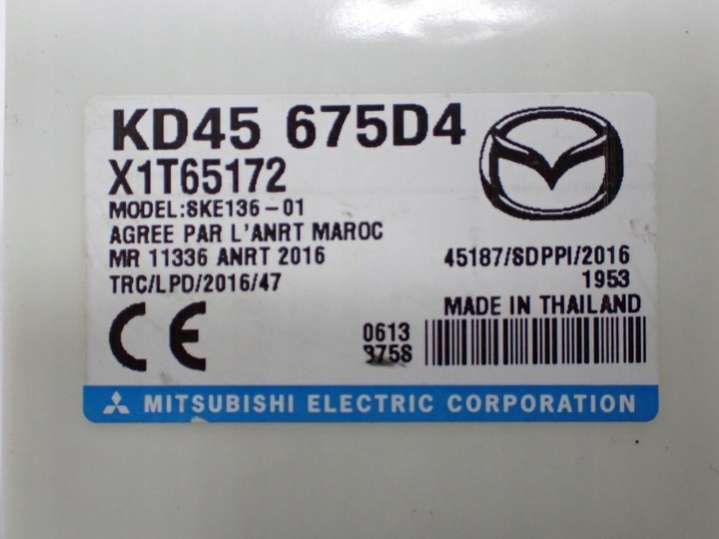 KD45 675D4
X1T65172
MODEL:SKE136-01
AGREE PAR L'ANRT MAROC
MR 11336 ANRT 2016
45187/SDPPI/2016
TRC/LPD/2016/47
1953
MADE IN THAILAND
CE
0613
3758
MITSUBISHI ELECTRIC CORPORATION